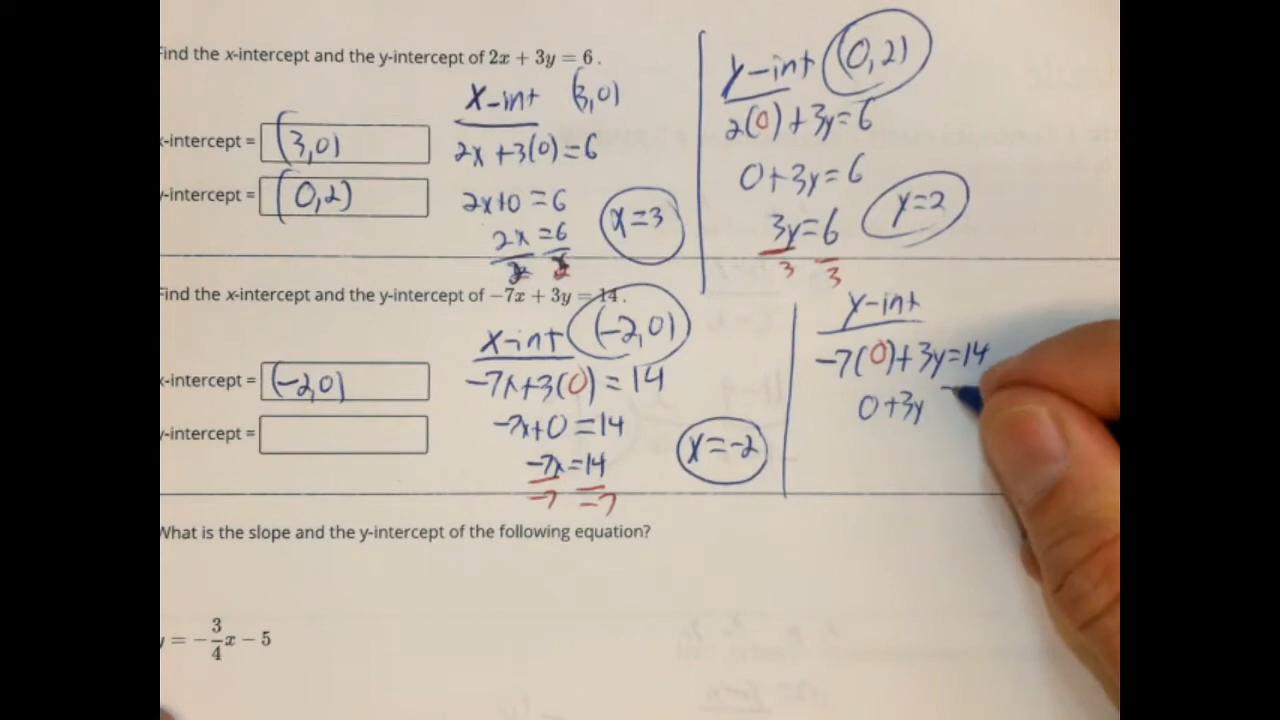 Find the x-intercept and the y-intercept of 2x + 3y = 6 .
x-intercept = (3,0)
y-intercept = (0,2)
x-int (3,0)
2x +3(0)=6
2x+0 =6
2x =6
2 2
x=3
y-int (0,2)
2(0)+3y=6
0+3y=6
3y=6
3 3
y=2
Find the x-intercept and the y-intercept of −7x + 3y = 14 .
x-intercept = (-2,0)
y-intercept =
x-int (-2,0)
-7x+3(0)=14
-7x+0=14
-7x=14
-7 -7
x=-2
y-int
-7(0)+3y=14
0+3y
What is the slope and the y-intercept of the following equation?
y = −3/4x − 5